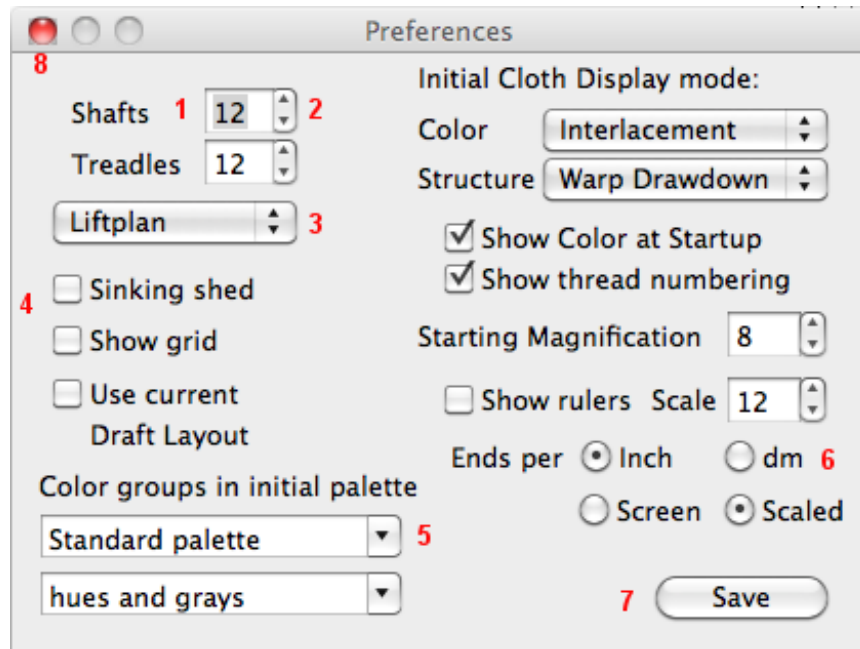 Preferences
8
Shafts 1 12 2
Treadles 12
Liftplan 3
4 Sinking shed
Show grid
Use current
Draft Layout
Color groups in initial palette
Standard palette 5
hues and grays
Initial Cloth Display mode:
Color Interlacement
Structure Warp Drawdown
Show Color at Startup
Show thread numbering
Starting Magnification 8
Show rulers Scale 12
Ends per Inch dm 6
Screen Scaled
7 Save